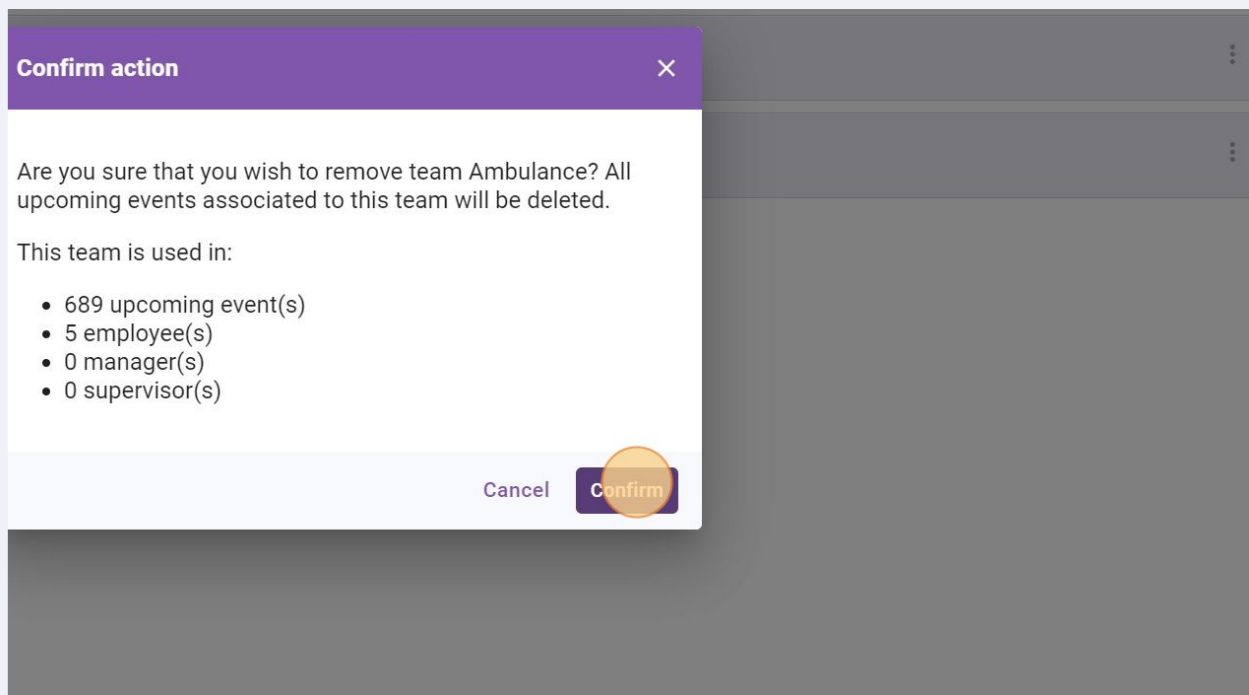 Confirm action
Are you sure that you wish to remove team Ambulance? All
upcoming events associated to this team will be deleted.
This team is used in:
• 689 upcoming event(s)
• 5 employee(s)
• 0 manager(s)
• 0 supervisor(s)
Cancel Confirm